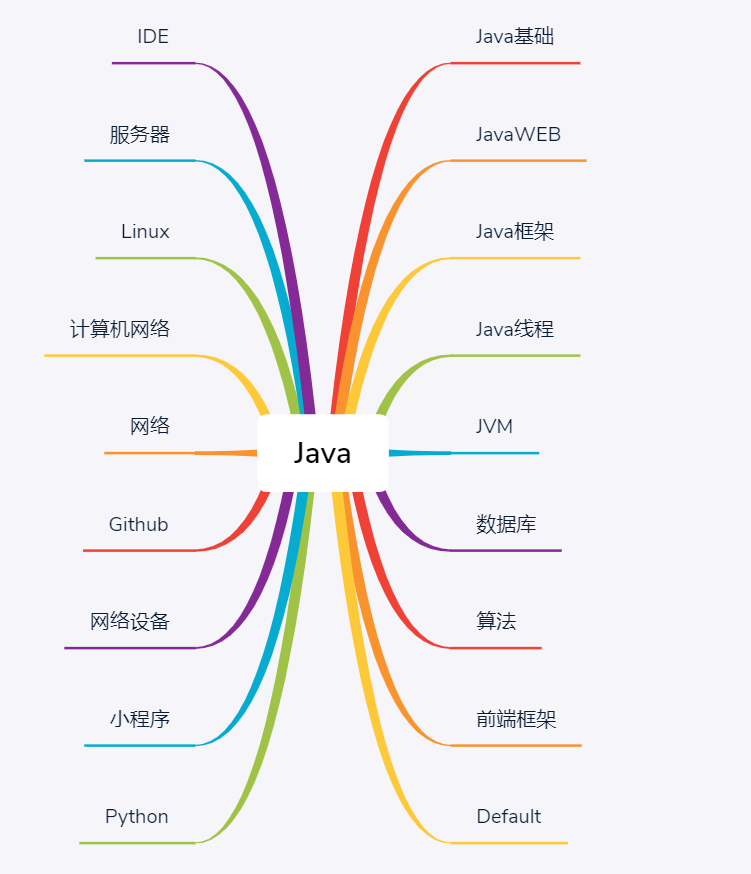 IDE
服务器
Linux
计算机网络
网络
Github
网络设备
小程序
Python
Java
Java基础
JavaWEB
Java框架
Java线程
JVM
数据库
算法
前端框架
Default